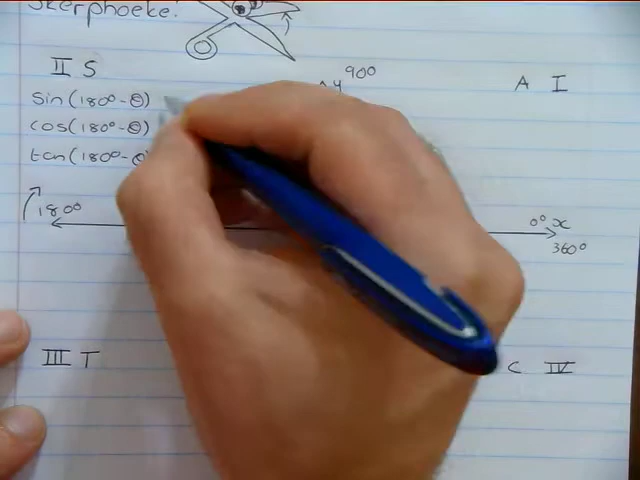 Skerphoeke!
II S
A I
90°
y
sin(180°-θ)
cos(180°-θ)
tan(180°-θ
180°
0° x
360°
III T
C IV